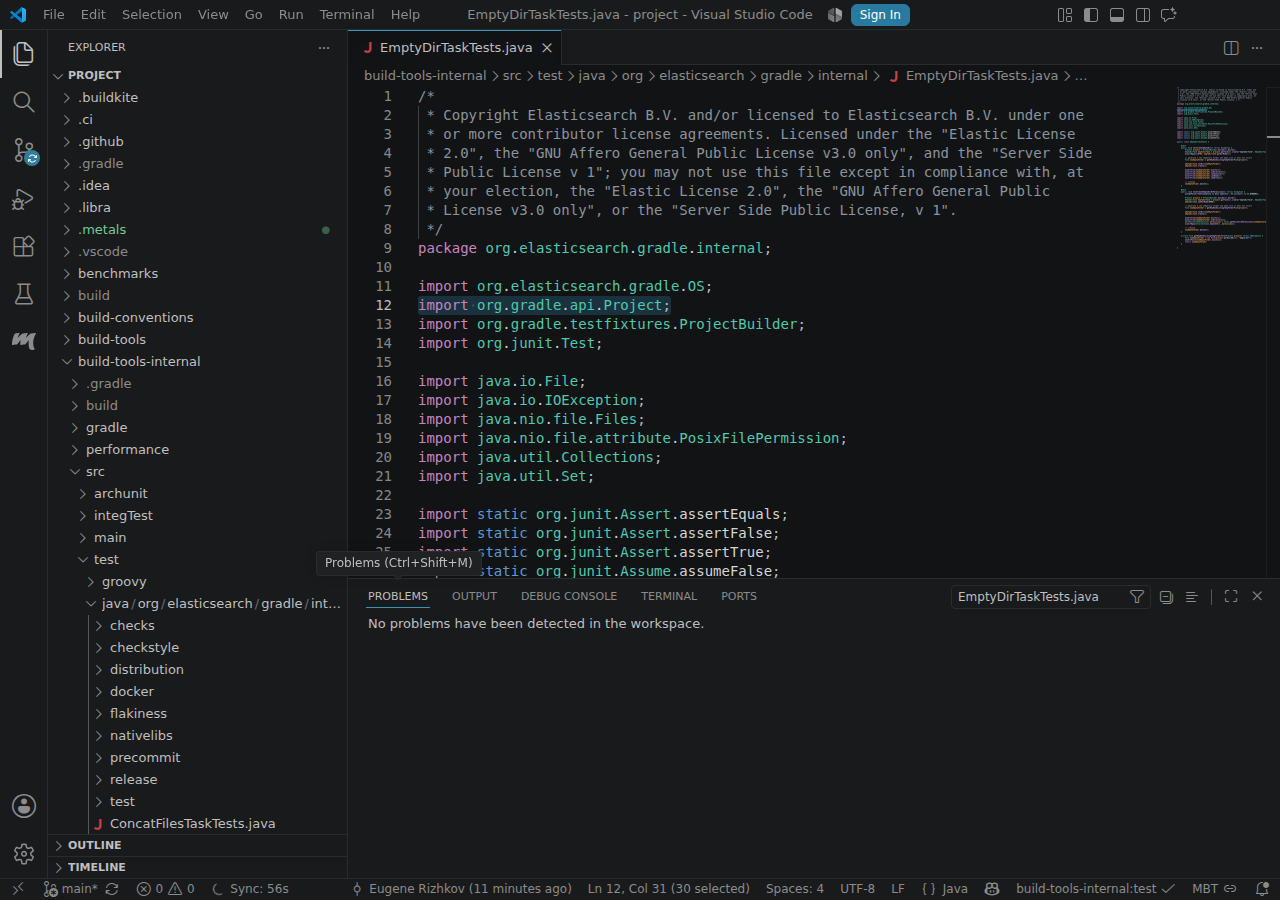 File Edit Selection View Go Run Terminal Help EmptyDirTaskTests.java - project - Visual Studio Code Sign In
EXPLORER
PROJECT
.buildkite
.ci
.github
.gradle
.idea
.libra
.metals
.vscode
benchmarks
build
build-conventions
build-tools
build-tools-internal
.gradle
build
gradle
performance
src
archunit
integTest
main
test
groovy
java/org/elasticsearch/gradle/int...
checks
checkstyle
distribution
docker
flakiness
nativelibs
precommit
release
test
ConcatFilesTaskTests.java
OUTLINE
TIMELINE
EmptyDirTaskTests.java
build-tools-internal > src > test > java > org > elasticsearch > gradle > internal > EmptyDirTaskTests.java > ...
1 /*
2 * Copyright Elasticsearch B.V. and/or licensed to Elasticsearch B.V. under one
3 * or more contributor license agreements. Licensed under the "Elastic License
4 * 2.0", the "GNU Affero General Public License v3.0 only", and the "Server Side
5 * Public License v 1"; you may not use this file except in compliance with, at
6 * your election, the "Elastic License 2.0", the "GNU Affero General Public
7 * License v3.0 only", or the "Server Side Public License, v 1".
8 */
9 package org.elasticsearch.gradle.internal;
10
11 import org.elasticsearch.gradle.OS;
12 import org.gradle.api.Project;
13 import org.gradle.testfixtures.ProjectBuilder;
14 import org.junit.Test;
15
16 import java.io.File;
17 import java.io.IOException;
18 import java.nio.file.Files;
19 import java.nio.file.attribute.PosixFilePermission;
20 import java.util.Collections;
21 import java.util.Set;
22
23 import static org.junit.Assert.assertEquals;
24 import static org.junit.Assert.assertFalse;
25 import static org.junit.Assert.assertTrue;
static org.junit.Assume.assumeFalse;
Problems (Ctrl+Shift+M)
PROBLEMS OUTPUT DEBUG CONSOLE TERMINAL PORTS EmptyDirTaskTests.java
No problems have been detected in the workspace.
main* 0 0 Sync: 56s Eugene Rizhkov (11 minutes ago) Ln 12, Col 31 (30 selected) Spaces: 4 UTF-8 LF { } Java build-tools-internal:test MBT